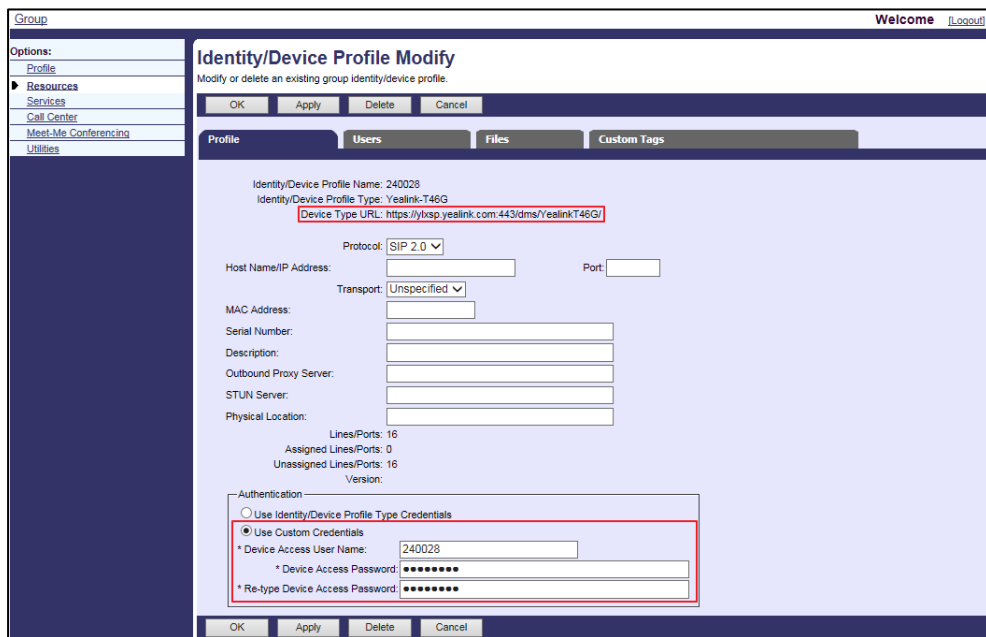 Group
Welcome [Logout]
Options:
Profile
Resources
Services
Call Center
Meet-Me Conferencing
Utilities
Identity/Device Profile Modify
Modify or delete an existing group identity/device profile.
OK Apply Delete Cancel
Profile Users Files Custom Tags
Identity/Device Profile Name: 240028
Identity/Device Profile Type: Yealink-T46G
Device Type URL: https://ylxsp.yealink.com:443/dms/YealinkT46G/
Protocol: SIP 2.0
Host Name/IP Address: Port:
Transport: Unspecified
MAC Address:
Serial Number:
Description:
Outbound Proxy Server:
STUN Server:
Physical Location:
Lines/Ports: 16
Assigned Lines/Ports: 0
Unassigned Lines/Ports: 16
Version:
Authentication
Use Identity/Device Profile Type Credentials
Use Custom Credentials
* Device Access User Name: 240028
* Device Access Password: ●●●●●●●●
* Re-type Device Access Password: ●●●●●●●●
OK Apply Delete Cancel